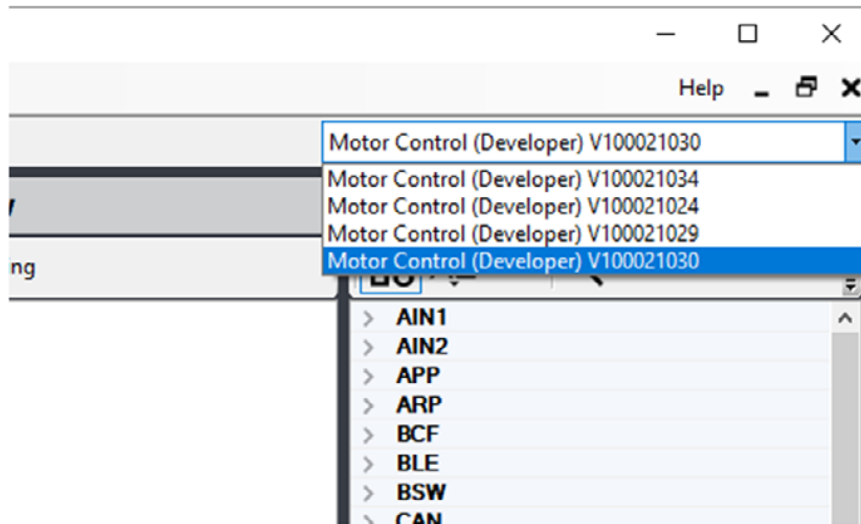 Help
Motor Control (Developer) V100021030
Motor Control (Developer) V100021034
Motor Control (Developer) V100021024
Motor Control (Developer) V100021029
Motor Control (Developer) V100021030
ng
AIN1
AIN2
APP
ARP
BCF
BLE
BSW
CAN